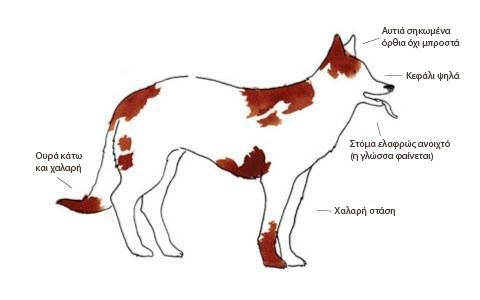 Αυτιά σηκωμένα
όρθια όχι μπροστά
Κεφάλι ψηλά
Στόμα ελαφρώς ανοιχτό
(η γλώσσα φαίνεται)
Ουρά κάτω
και χαλαρή
Χαλαρή στάση